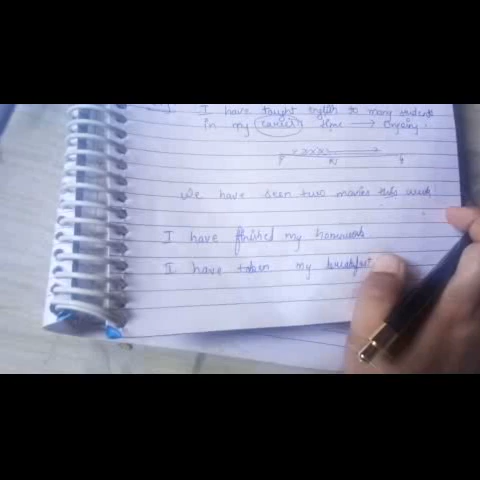 I have taught english to many students
in my career time → Ongoing.
P xxxx
N
We have seen two movies this week
I have finished my homework
I have taken my breakfast